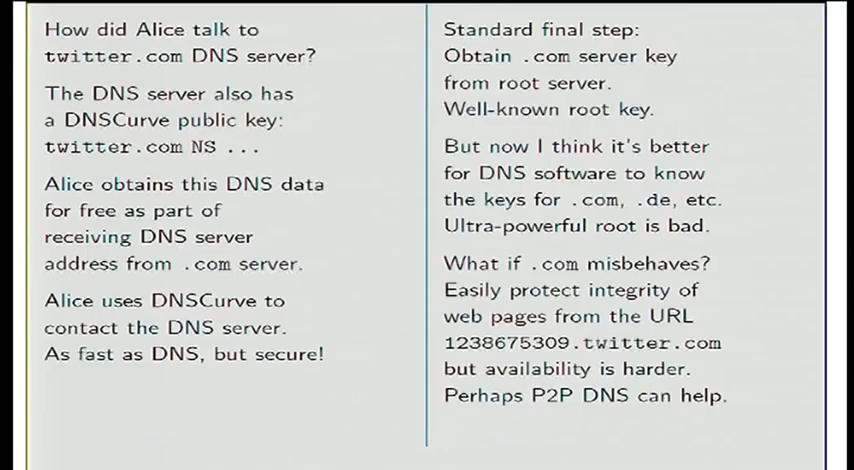 How did Alice talk to
twitter.com DNS server?
The DNS server also has
a DNSCurve public key:
twitter.com NS ...
Alice obtains this DNS data
for free as part of
receiving DNS server
address from .com server.
Alice uses DNSCurve to
contact the DNS server.
As fast as DNS, but secure!
Standard final step:
Obtain .com server key
from root server.
Well-known root key.
But now I think it's better
for DNS software to know
the keys for .com, .de, etc.
Ultra-powerful root is bad.
What if .com misbehaves?
Easily protect integrity of
web pages from the URL
1238675309.twitter.com
but availability is harder.
Perhaps P2P DNS can help.